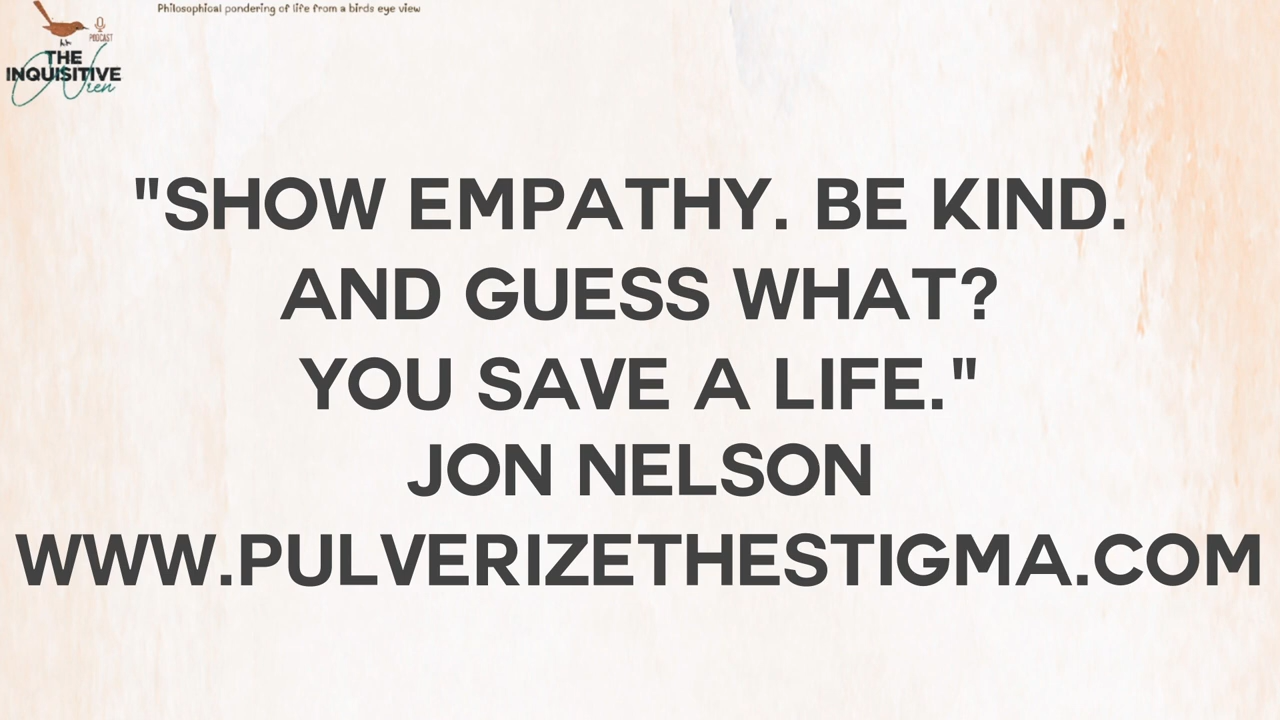 Philosophical pondering of life from a birds eye view
PODCAST
THE
INQUISITIVE
Wren
"SHOW EMPATHY. BE KIND.
AND GUESS WHAT?
YOU SAVE A LIFE."
JON NELSON
WWW.PULVERIZETHESTIGMA.COM